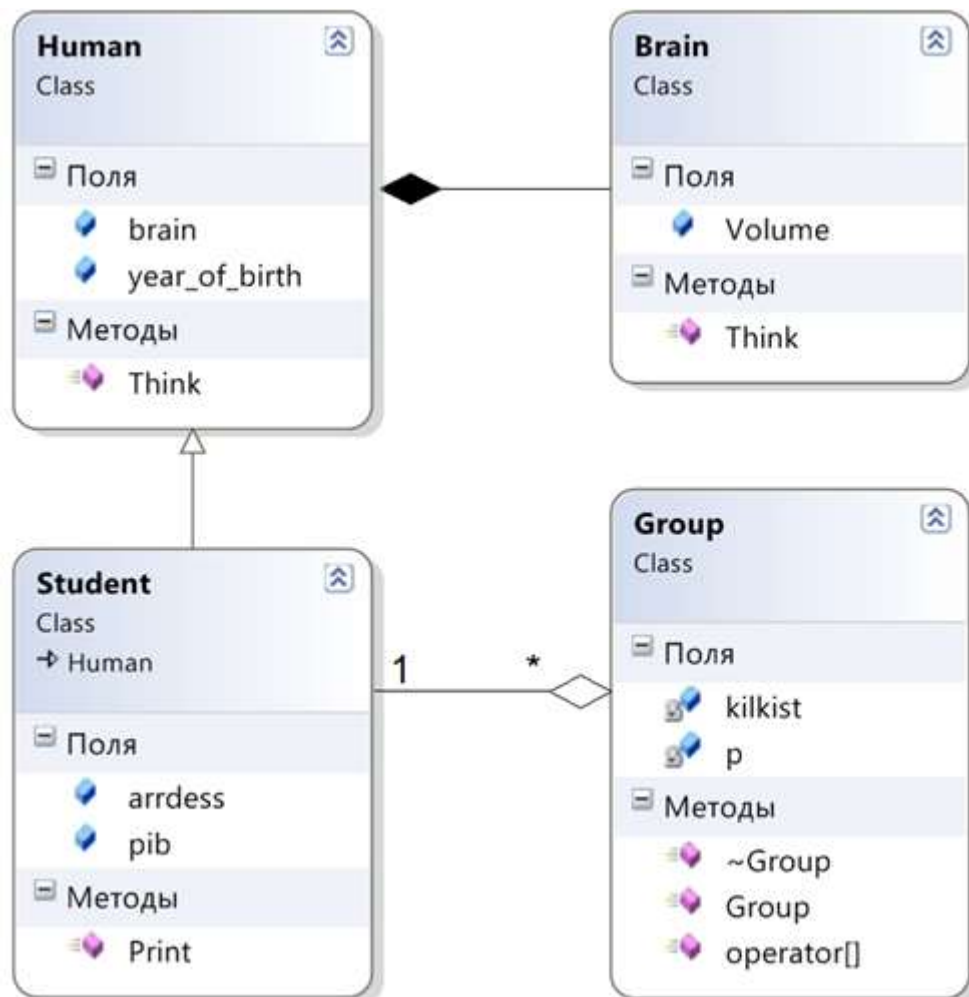 Human
Class
Поля
brain
year_of_birth
Методы
Think
Brain
Class
Поля
Volume
Методы
Think
Student
Class
Human
Поля
arrdess
pib
Методы
Print
1
*
Group
Class
Поля
kilkist
p
Методы
~Group
Group
operator[]